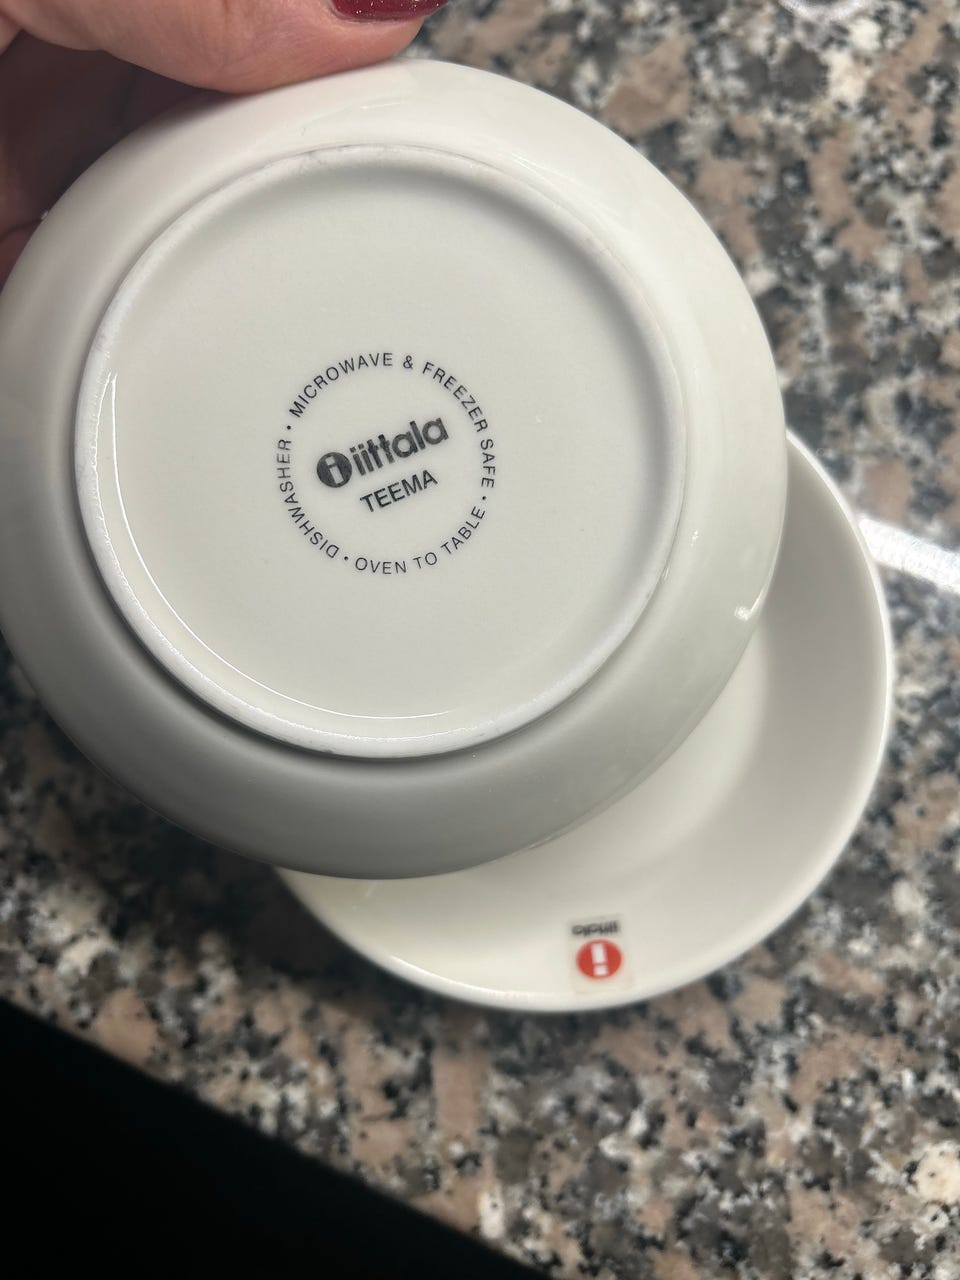 • MICROWAVE & FREEZER SAFE • OVEN TO TABLE • DISHWASHER
iittala
TEEMA
iittala